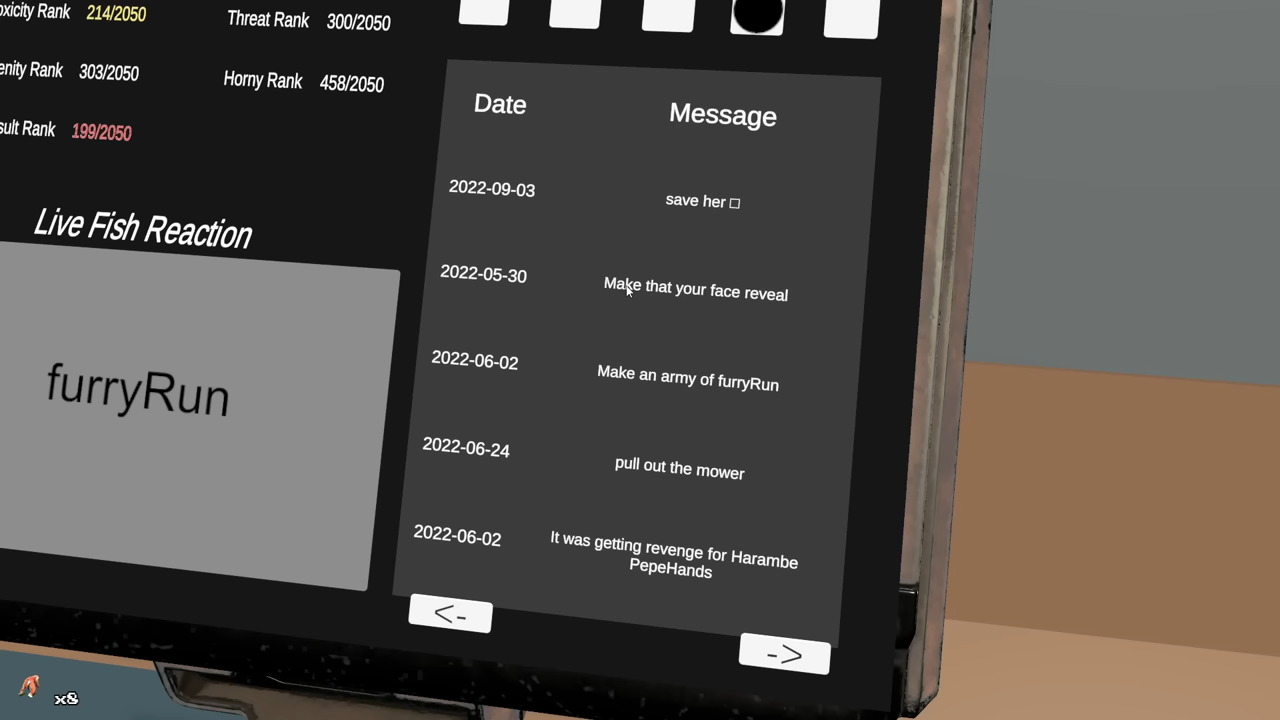 oxicity Rank 214/2050
Threat Rank 300/2050
enity Rank 303/2050
Horny Rank 458/2050
sult Rank 199/2050
Live Fish Reaction
furryRun
Date Message
2022-09-03 save her □
2022-05-30 Make that your face reveal
2022-06-02 Make an army of furryRun
2022-06-24 pull out the mower
2022-06-02 It was getting revenge for Harambe
PepeHands
<-
->
x8